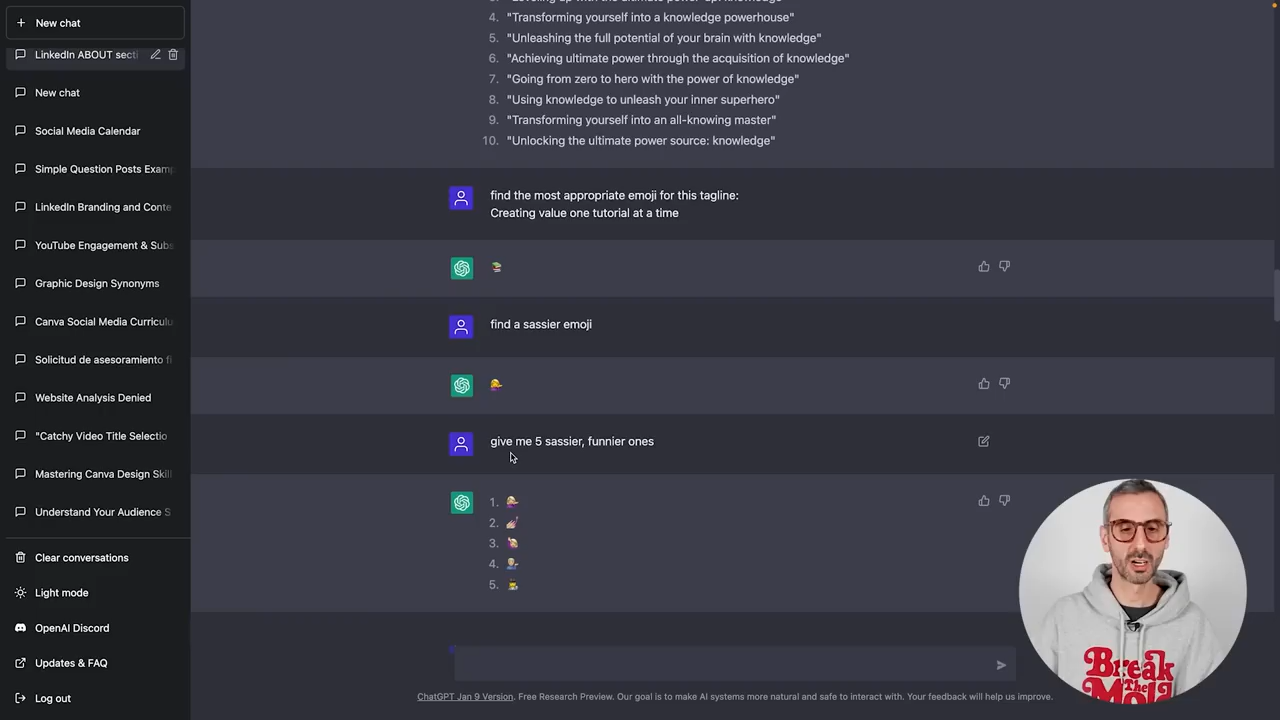 New chat
LinkedIn ABOUT secti
New chat
Social Media Calendar
Simple Question Posts Examp
LinkedIn Branding and Conte
YouTube Engagement & Subs
Graphic Design Synonyms
Canva Social Media Curriculu
Solicitud de asesoramiento fi
Website Analysis Denied
"Catchy Video Title Selectio
Mastering Canva Design Skill
Understand Your Audience S
Clear conversations
Light mode
OpenAI Discord
Updates & FAQ
Log out
4. "Transforming yourself into a knowledge powerhouse"
5. "Unleashing the full potential of your brain with knowledge"
6. "Achieving ultimate power through the acquisition of knowledge"
7. "Going from zero to hero with the power of knowledge"
8. "Using knowledge to unleash your inner superhero"
9. "Transforming yourself into an all-knowing master"
10. "Unlocking the ultimate power source: knowledge"
find the most appropriate emoji for this tagline:
Creating value one tutorial at a time
find a sassier emoji
give me 5 sassier, funnier ones
1.
2.
3.
4.
5.
ChatGPT Jan 9 Version. Free Research Preview. Our goal is to make AI systems more natural and safe to interact with. Your feedback will help us improve.
Break
The